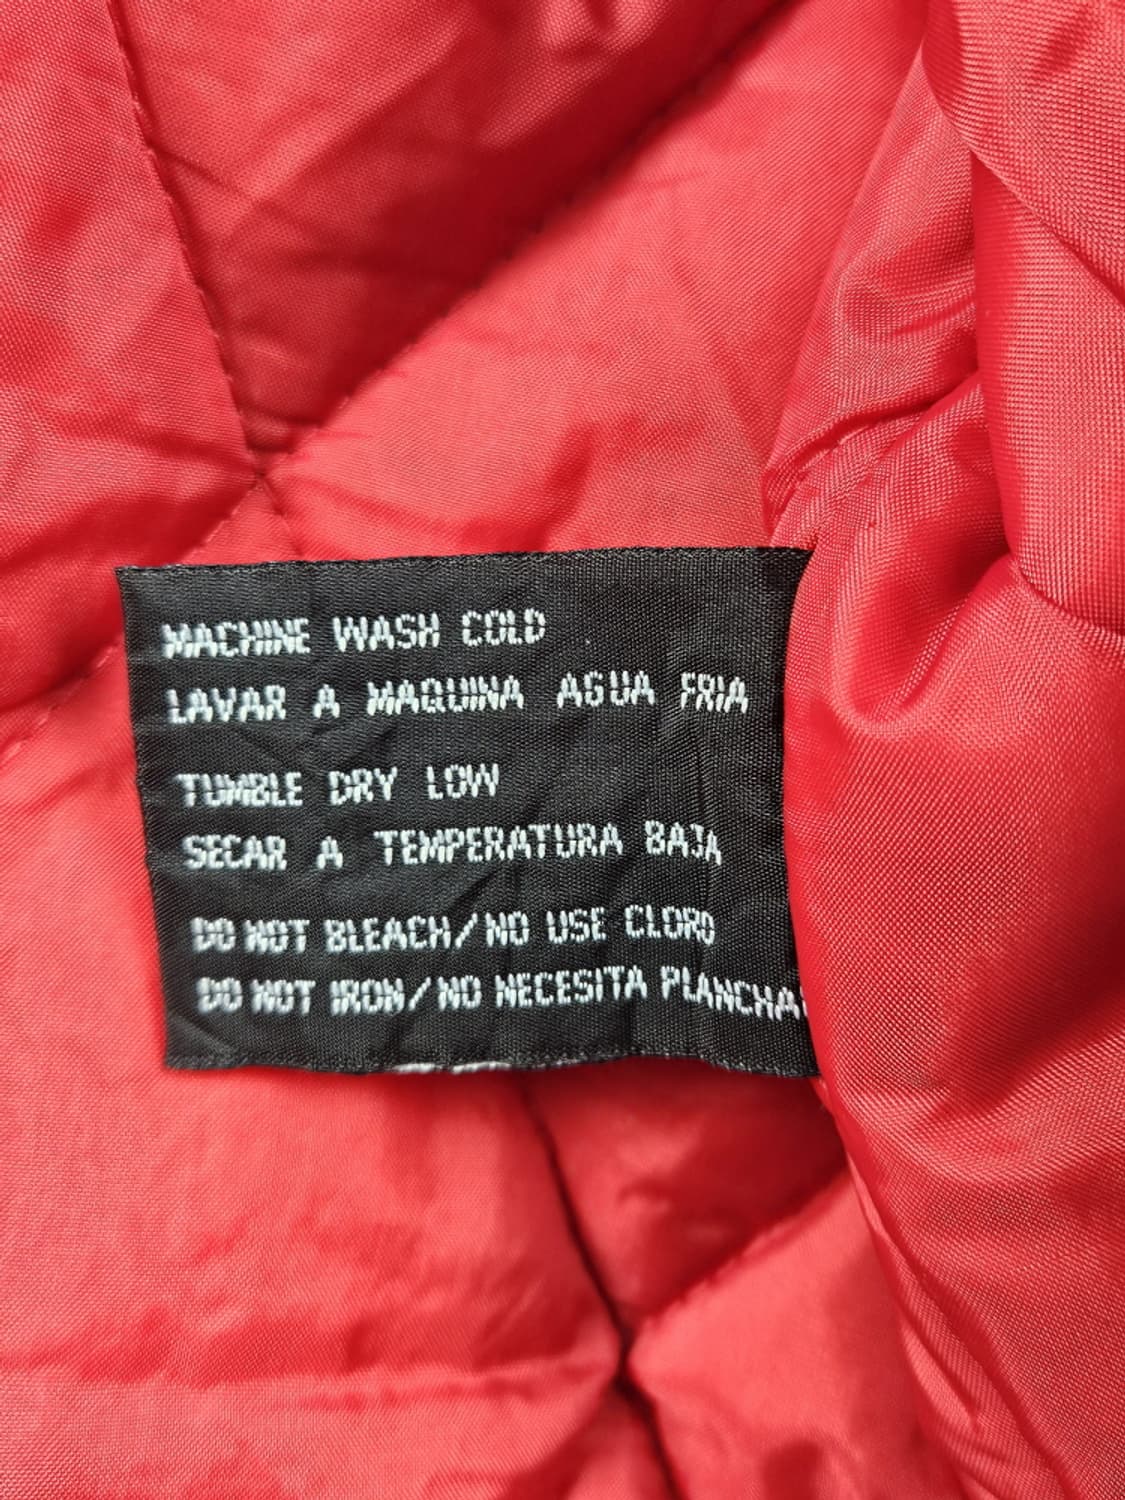 MACHINE WASH COLD
LAVAR A MAQUINA AGUA FRIA
TUMBLE DRY LOW
SECAR A TEMPERATURA BAJA
DO NOT BLEACH/NO USE CLORO
DO NOT IRON/NO NECESITA PLANCHA